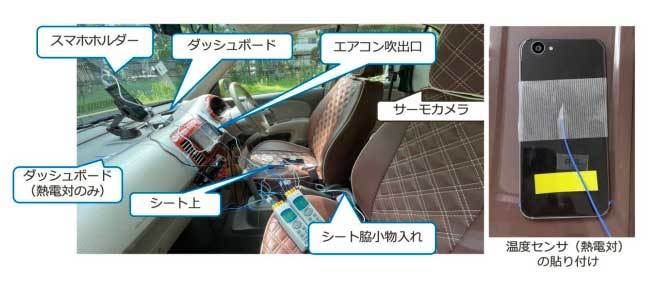 スマホホルダー
ダッシュボード
エアコン吹出口
サーモカメラ
ダッシュボード
（熱電対のみ）
シート上
シート脇小物入れ
温度センサ（熱電対）
の貼り付け